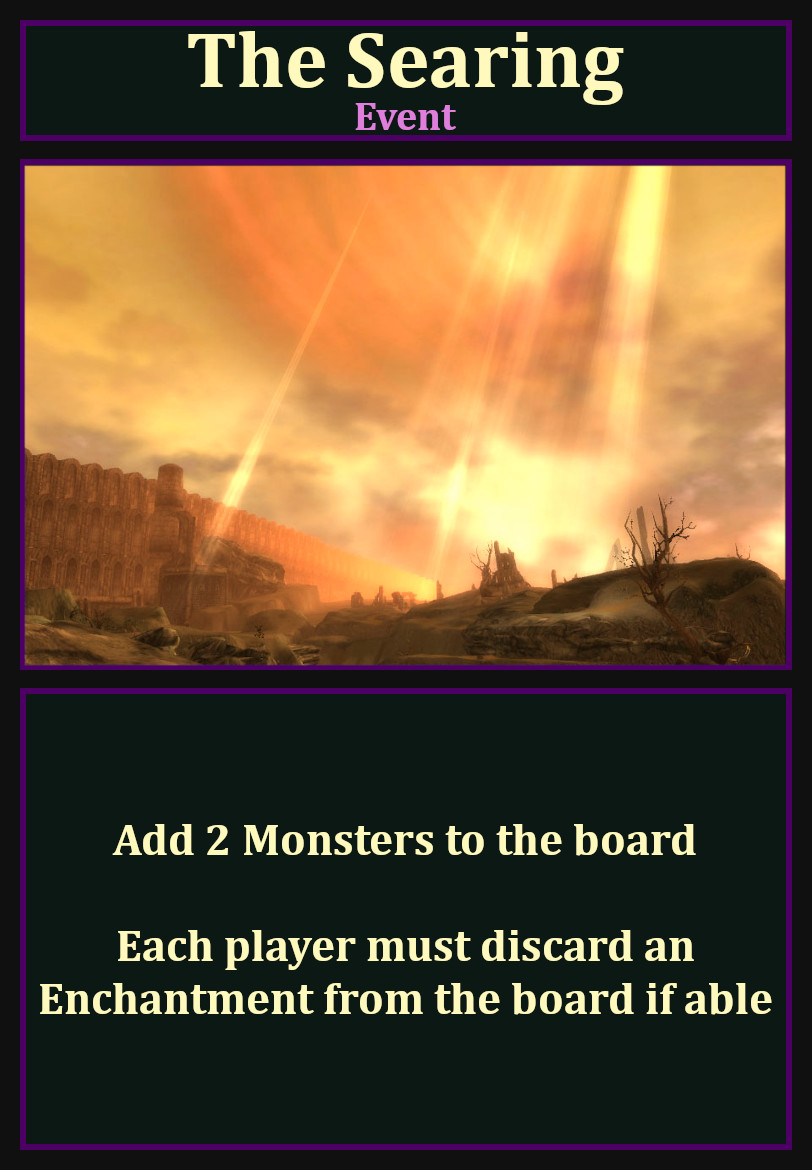 The Searing
Event
Add 2 Monsters to the board
Each player must discard an
Enchantment from the board if able